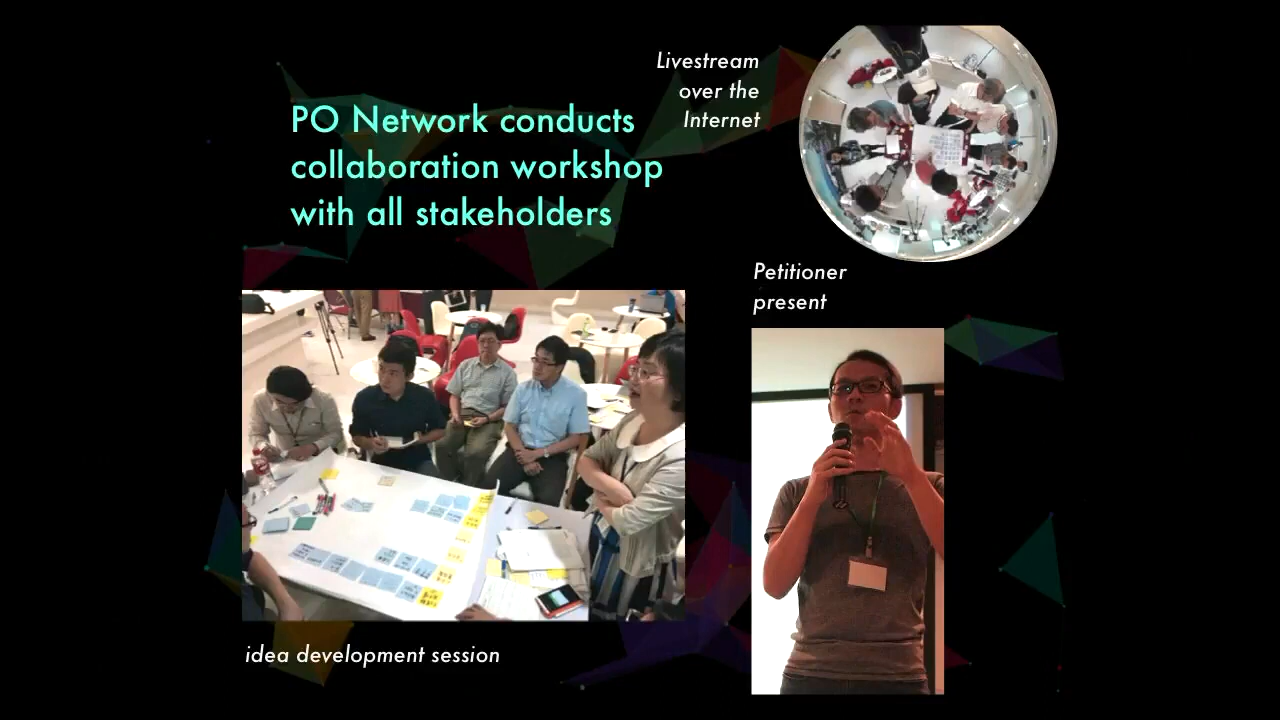 PO Network conducts
collaboration workshop
with all stakeholders
Livestream
over the
Internet
Petitioner
present
idea development session